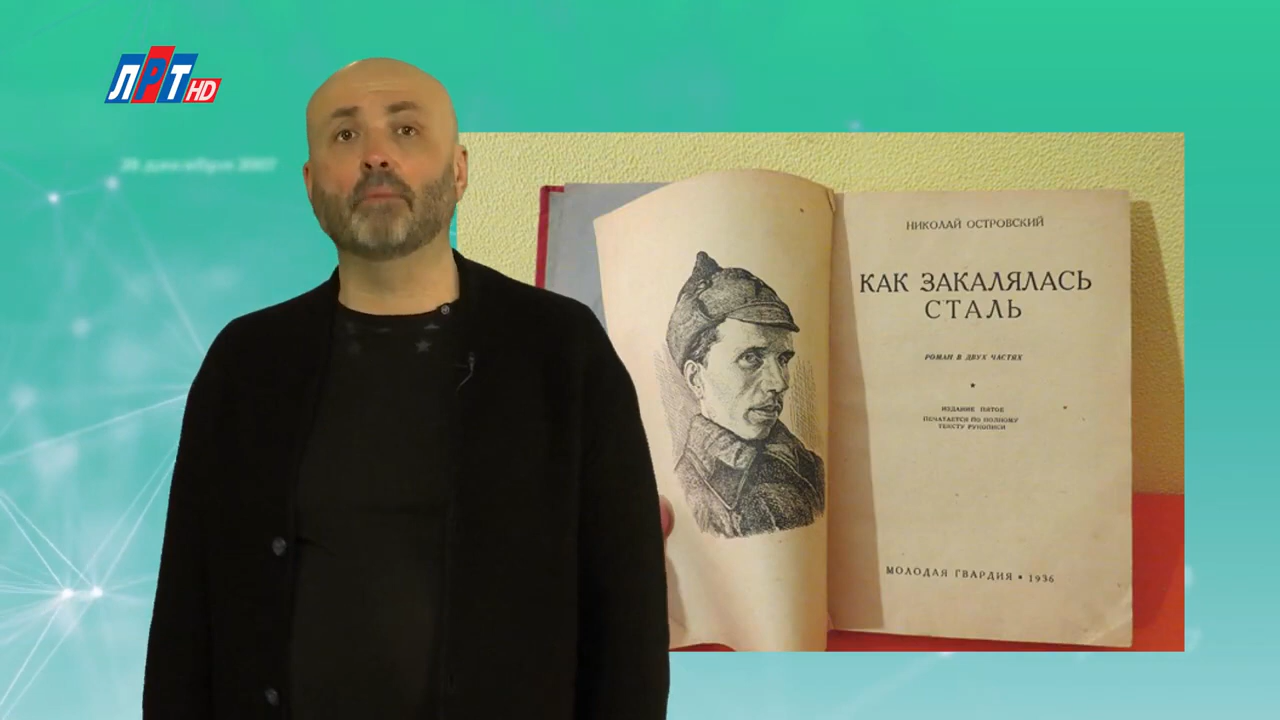 ЛРТ HD
НИКОЛАЙ ОСТРОВСКИЙ
КАК ЗАКАЛЯЛАСЬ
СТАЛЬ
РОМАН В ДВУХ ЧАСТЯХ
ИЗДАНИЕ ПЯТОЕ
ПЕЧАТАЕТСЯ ПО ПОЛНОМУ
ТЕКСТУ РУКОПИСИ
МОЛОДАЯ ГВАРДИЯ ▪ 1936